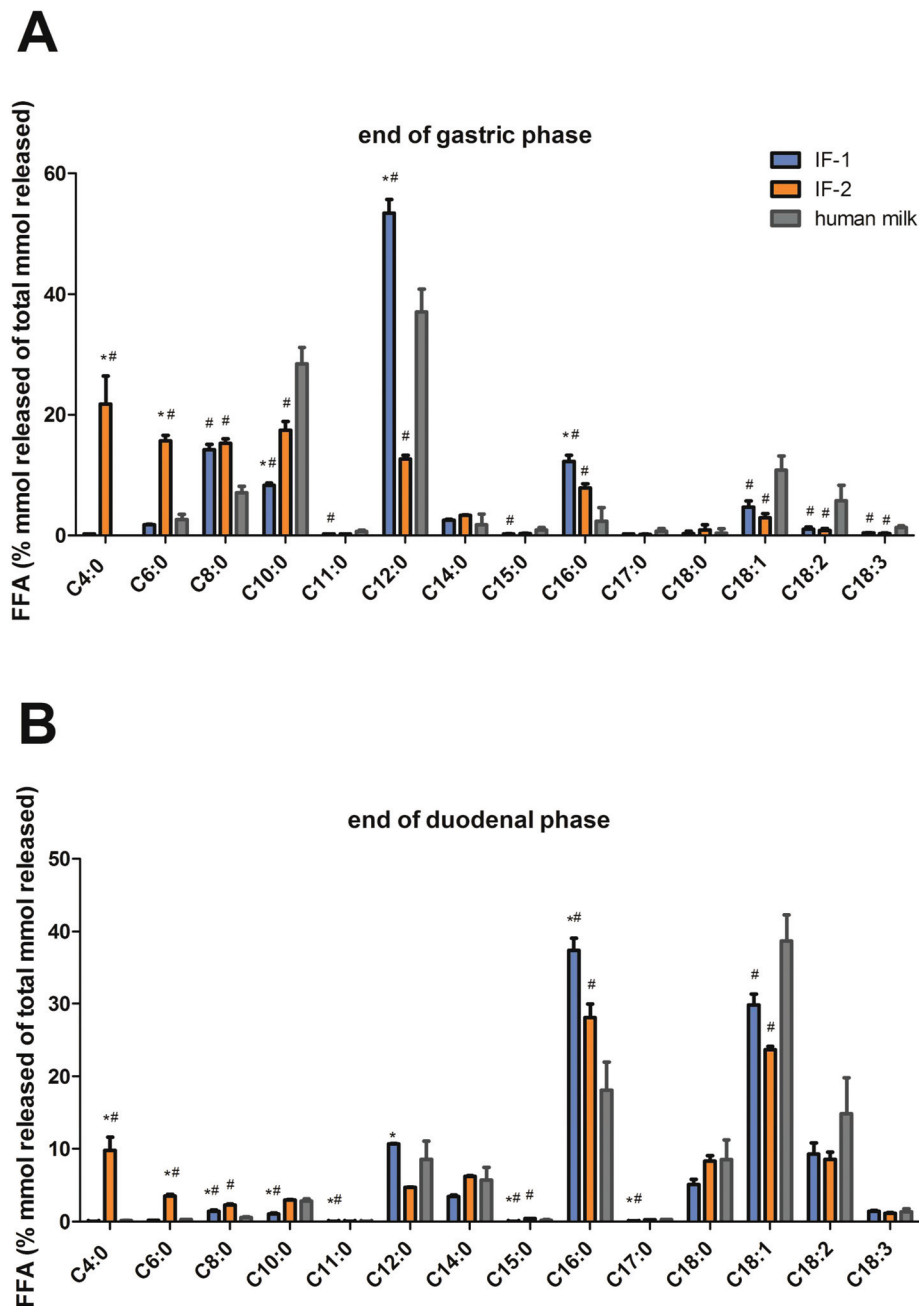 A
end of gastric phase
FFA (% mmol released of total mmol released)
60
40
20
0
IF-1
IF-2
human milk
*#
*#
#
#
*#
#
#
*#
#
#
*#
#
#
#
#
#
#
#
C4:0
C6:0
C8:0
C10:0
C11:0
C12:0
C14:0
C15:0
C16:0
C17:0
C18:0
C18:1
C18:2
C18:3
B
end of duodenal phase
FFA (% mmol released of total mmol released)
50
40
30
20
10
0
*#
*#
*#
#
*#
*#
*
*#
#
*#
#
*#
#
#
C4:0
C6:0
C8:0
C10:0
C11:0
C12:0
C14:0
C15:0
C16:0
C17:0
C18:0
C18:1
C18:2
C18:3